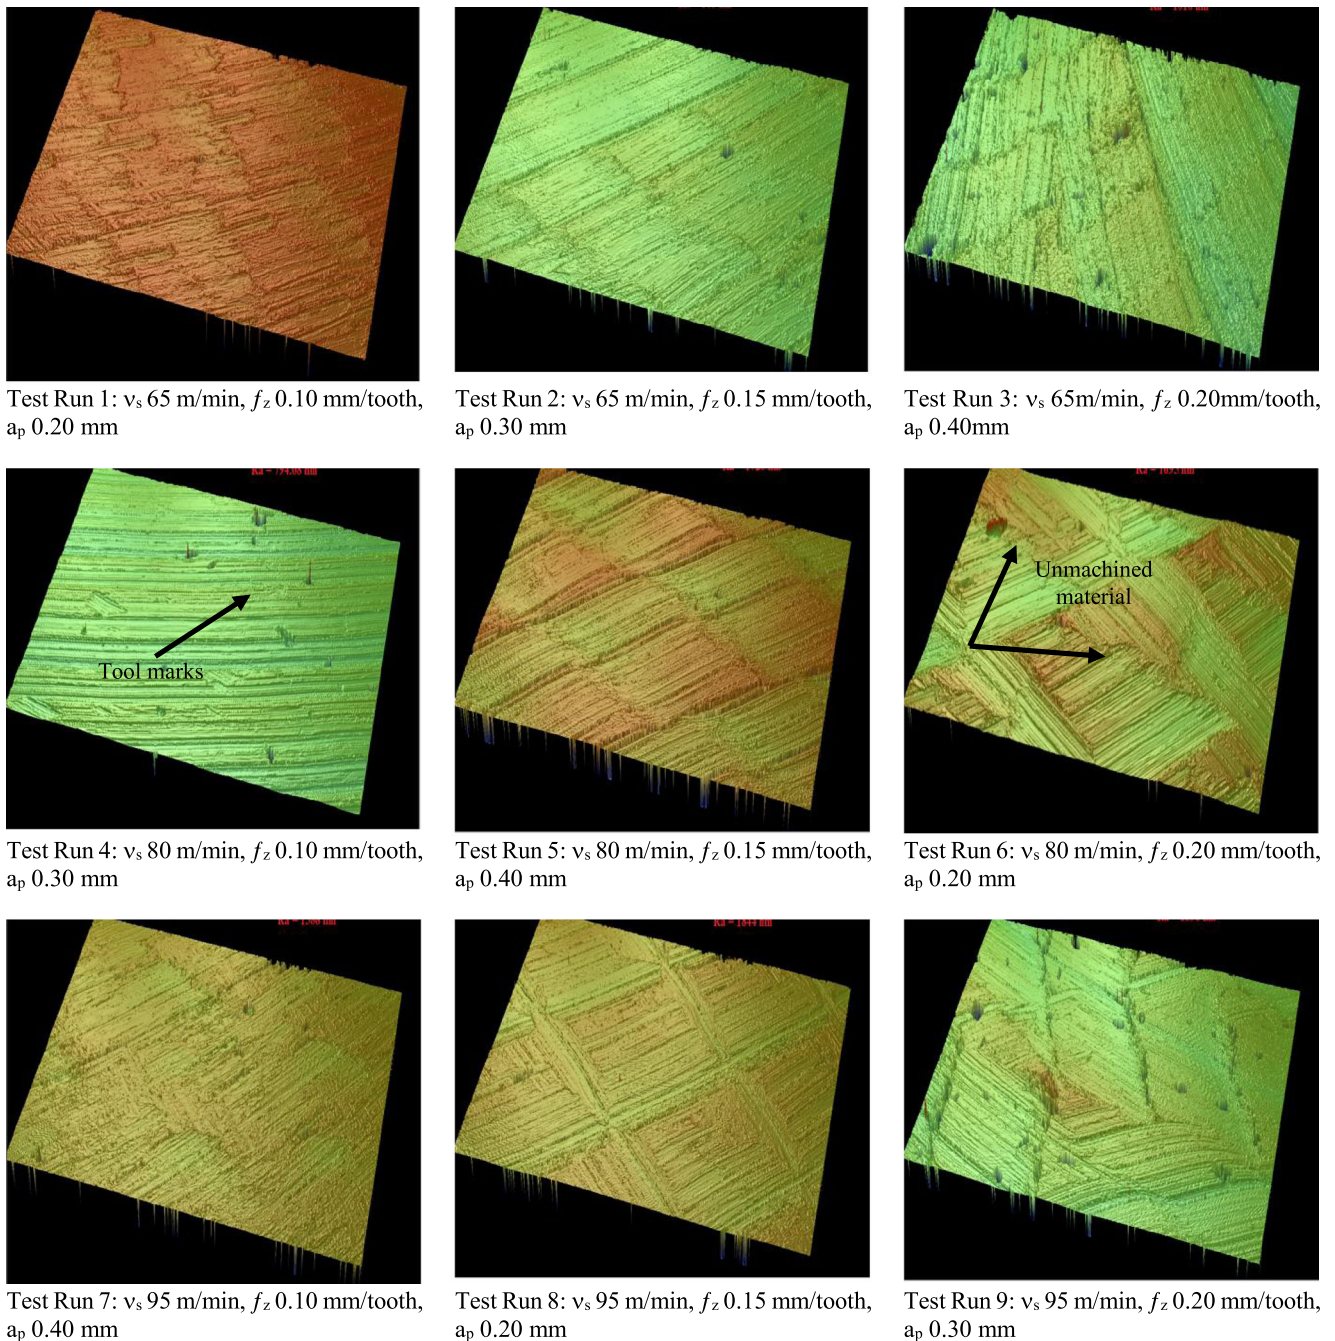 Test Run 1: νs 65 m/min, fz 0.10 mm/tooth,
ap 0.20 mm
Test Run 2: νs 65 m/min, fz 0.15 mm/tooth,
ap 0.30 mm
Test Run 3: νs 65m/min, fz 0.20mm/tooth,
ap 0.40mm
Tool marks
Unmachined
material
Test Run 4: νs 80 m/min, fz 0.10 mm/tooth,
ap 0.30 mm
Test Run 5: νs 80 m/min, fz 0.15 mm/tooth,
ap 0.40 mm
Test Run 6: νs 80 m/min, fz 0.20 mm/tooth,
ap 0.20 mm
Ra = 1844 nm
Test Run 7: νs 95 m/min, fz 0.10 mm/tooth,
ap 0.40 mm
Test Run 8: νs 95 m/min, fz 0.15 mm/tooth,
ap 0.20 mm
Test Run 9: νs 95 m/min, fz 0.20 mm/tooth,
ap 0.30 mm